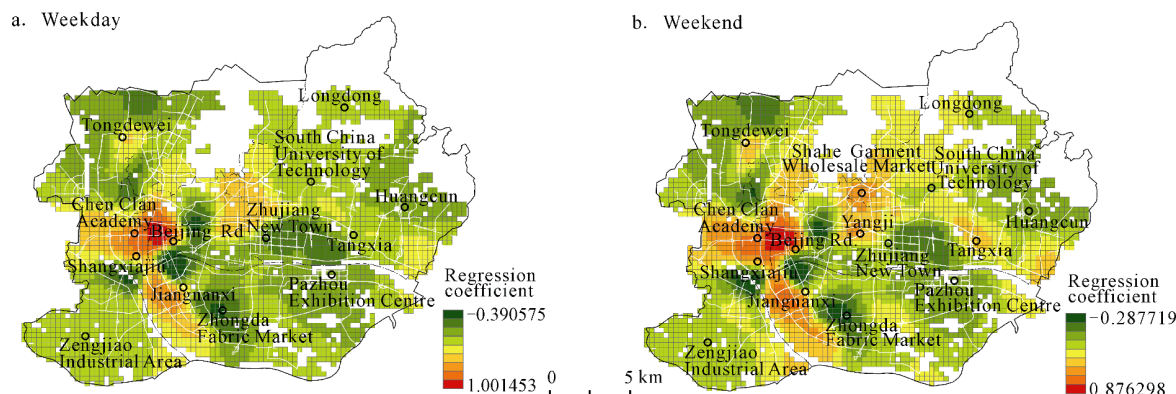 a. Weekday
Longdong
Tongdewei
South China
University of
Technology
Huangcun
Chen Clan
Academy
Beijing Rd
Zhujiang
New Town
Tangxia
Shangxiajiu
Jiangnanxi
Pazhou
Exhibition Centre
Zhongda
Fabric Market
Zengjiao
Industrial Area
Regression
coefficient
−0.390575
1.001453
0 5 km
b. Weekend
Longdong
Tongdewei
Shahe Garment
Wholesale Market
South China
University of
Technology
Huangcun
Chen Clan
Academy
Beijng Rd
Yangji
Zhujiang
New Town
Tangxia
Shangxiajiu
Jiangnanxi
Pazhou
Exhibition Centre
Zhongda
Fabric Market
Zengjiao
Industrial Area
Regression
coefficient
−0.287719
0.876298